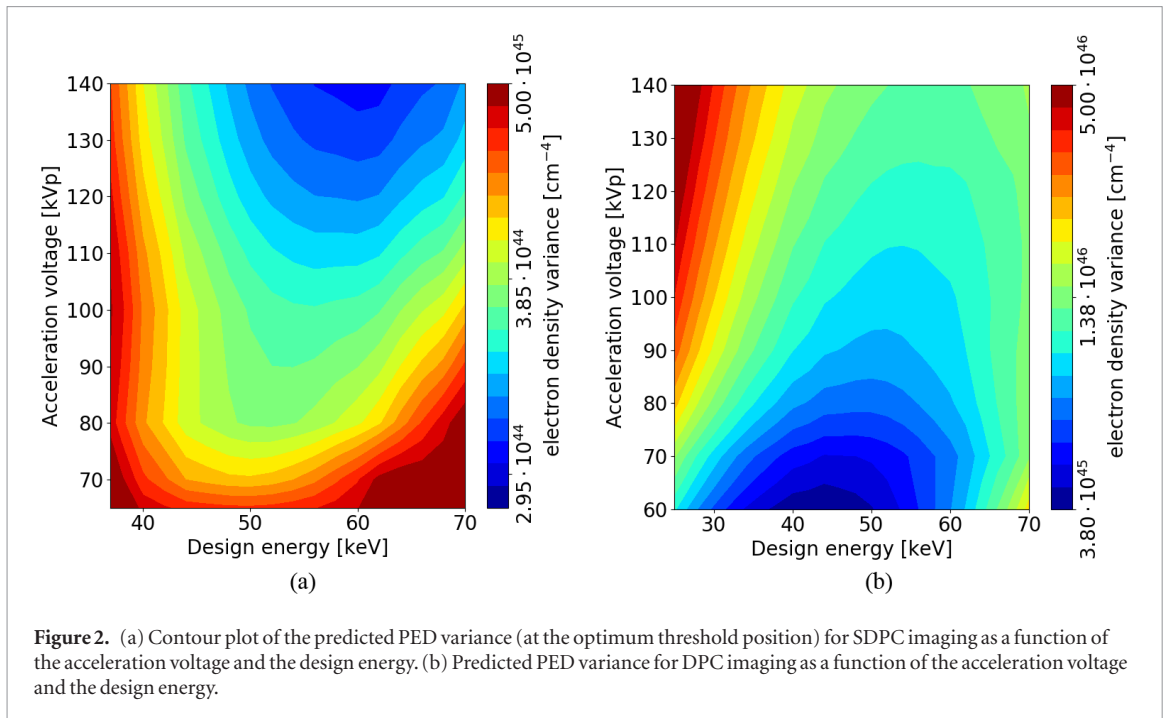 140
130
120
110
100
90
80
70
40
50
60
70
Acceleration voltage [kVp]
Design energy [keV]
5.00 · 10^45
3.85 · 10^44
2.95 · 10^44
electron density variance [cm^−4]
(a)
140
130
120
110
100
90
80
70
60
30
40
50
60
70
Acceleration voltage [kVp]
Design energy [keV]
5.00 · 10^46
1.38 · 10^46
3.80 · 10^45
electron density variance [cm^−4]
(b)
Figure 2. (a) Contour plot of the predicted PED variance (at the optimum threshold position) for SDPC imaging as a function of
the acceleration voltage and the design energy. (b) Predicted PED variance for DPC imaging as a function of the acceleration voltage
and the design energy.